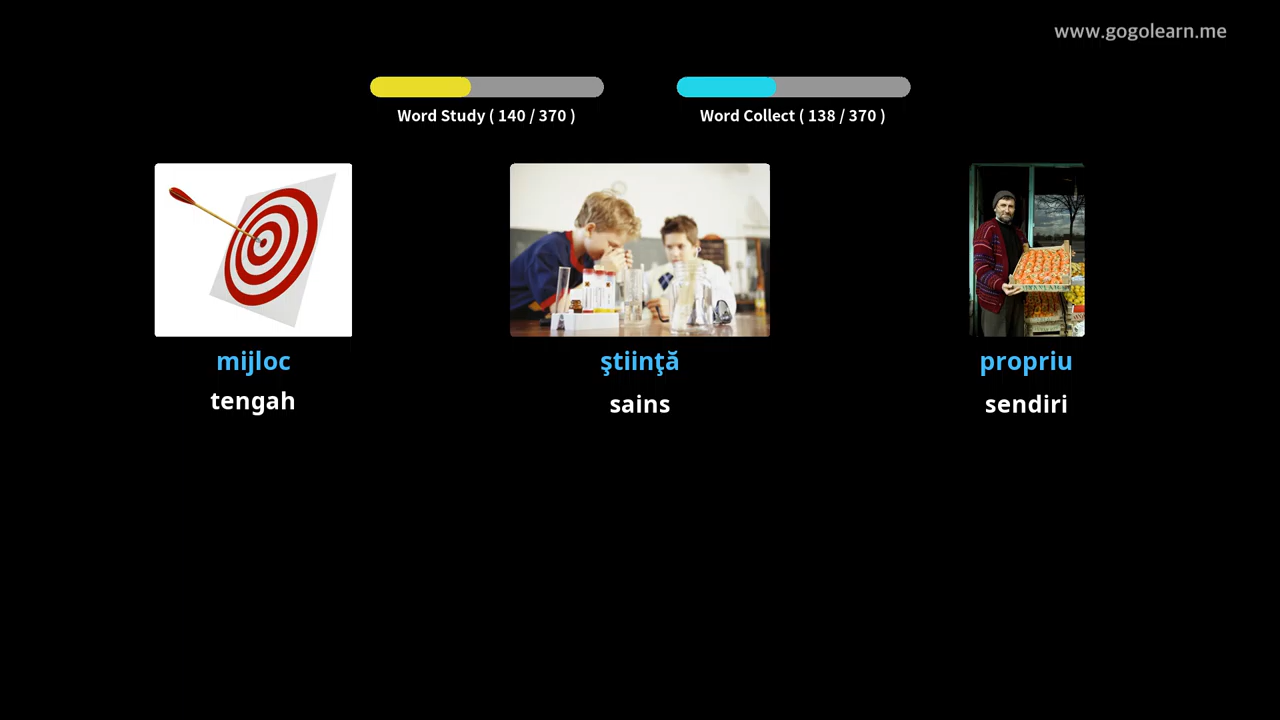 www.gogolearn.me
Word Study ( 140 / 370 )
Word Collect ( 138 / 370 )
mijloc
ştiinţă
propriu
tengah
sains
sendiri